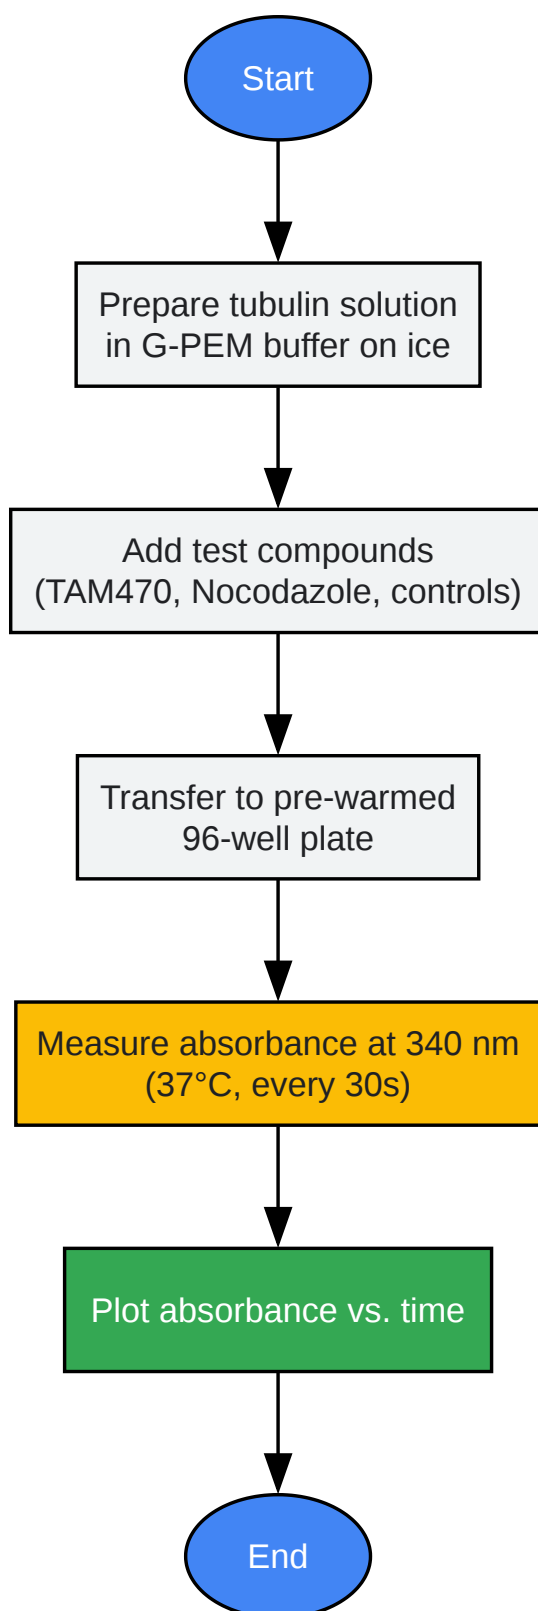 Start
Prepare tubulin solution
in G-PEM buffer on ice
Add test compounds
(TAM470, Nocodazole, controls)
Transfer to pre-warmed
96-well plate
Measure absorbance at 340 nm
(37°C, every 30s)
Plot absorbance vs. time
End